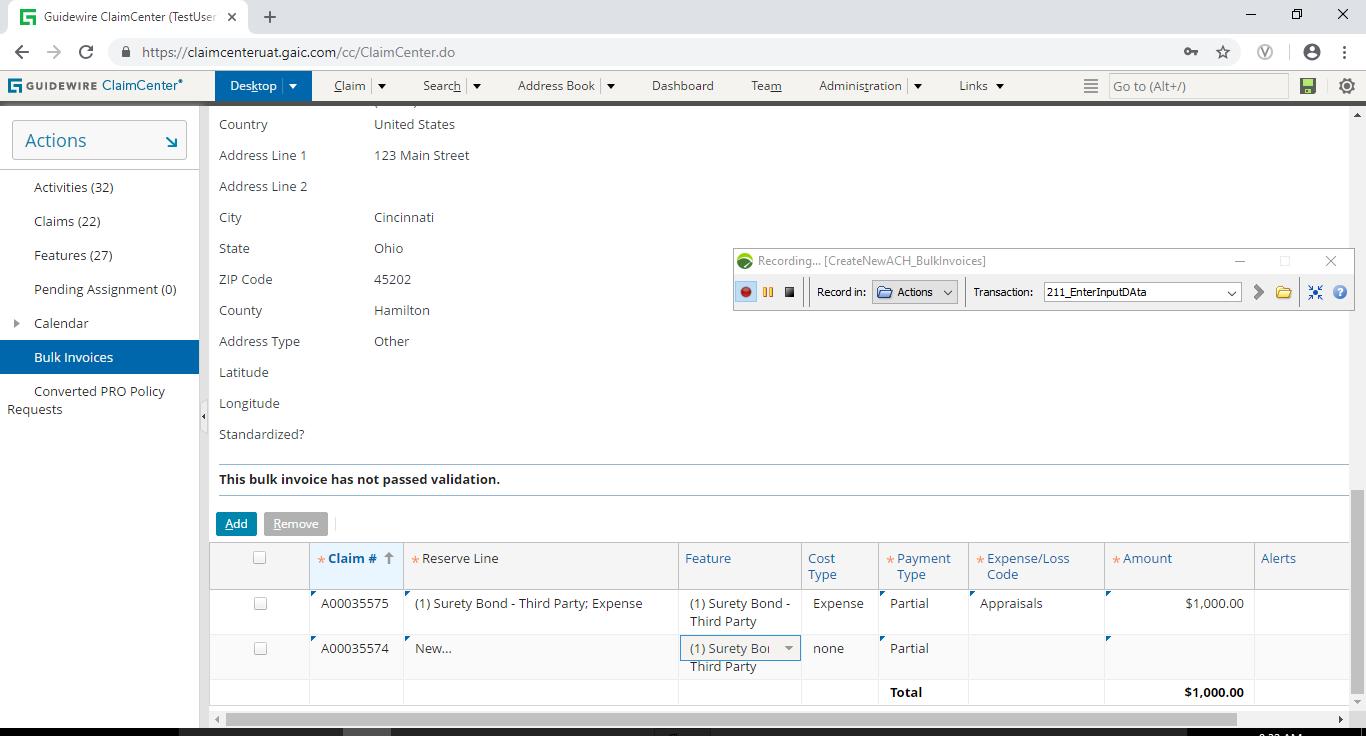 Guidewire ClaimCenter (TestUser
https://claimcenteruat.gaic.com/cc/ClaimCenter.do
GUIDEWIRE ClaimCenter®
Desktop
Claim
Search
Address Book
Dashboard
Team
Administration
Links
Go to (Alt+/)
Actions
Activities (32)
Claims (22)
Features (27)
Pending Assignment (0)
Calendar
Bulk Invoices
Converted PRO Policy
Requests
Country United States
Address Line 1 123 Main Street
Address Line 2
City Cincinnati
State Ohio
ZIP Code 45202
County Hamilton
Address Type Other
Latitude
Longitude
Standardized?
Recording... [CreateNewACH_BulkInvoices]
Record in: Actions Transaction: 211_EnterInputDAta
This bulk invoice has not passed validation.
Add Remove
* Claim # * Reserve Line Feature Cost * Payment * Expense/Loss * Amount Alerts
Type Type Code
A00035575 (1) Surety Bond - Third Party; Expense (1) Surety Bond - Expense Partial Appraisals $1,000.00
Third Party
A00035574 New... (1) Surety Bo none Partial
Third Party
Total $1,000.00